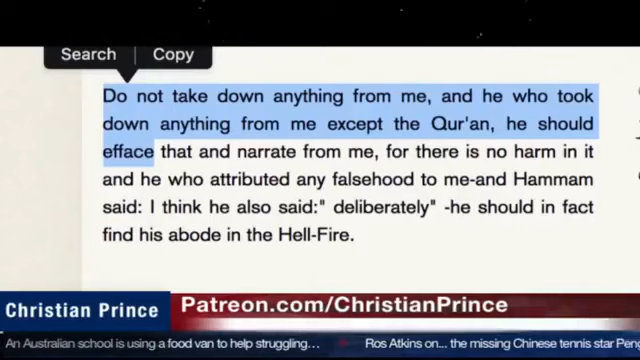 Search Copy
Do not take down anything from me, and he who took
down anything from me except the Qur'an, he should
efface that and narrate from me, for there is no harm in it
and he who attributed any falsehood to me-and Hammam
said: I think he also said:" deliberately" -he should in fact
find his abode in the Hell-Fire.
Christian Prince
Patreon.com/ChristianPrince
An Australian school is using a food van to help struggling...
Ros Atkins on... the missing Chinese tennis star Peng